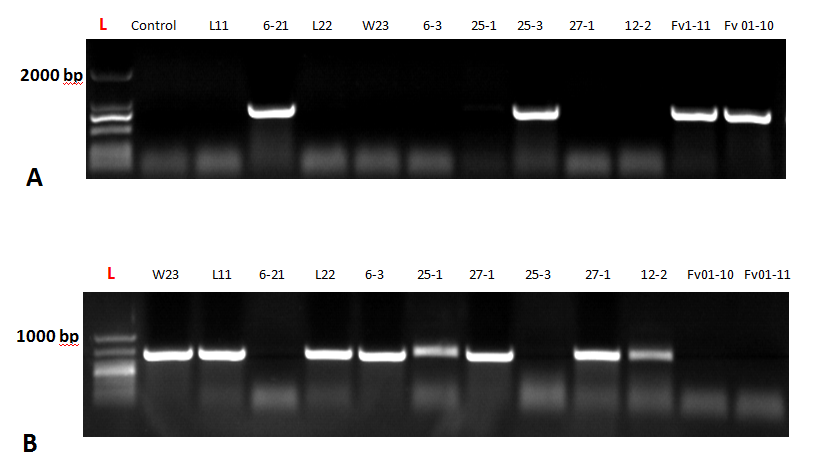 L Control L11 6-21 L22 W23 6-3 25-1 25-3 27-1 12-2 Fv1-11 Fv 01-10
2000 bp
A
L W23 L11 6-21 L22 6-3 25-1 27-1 25-3 27-1 12-2 Fv01-10 Fv01-11
1000 bp
B